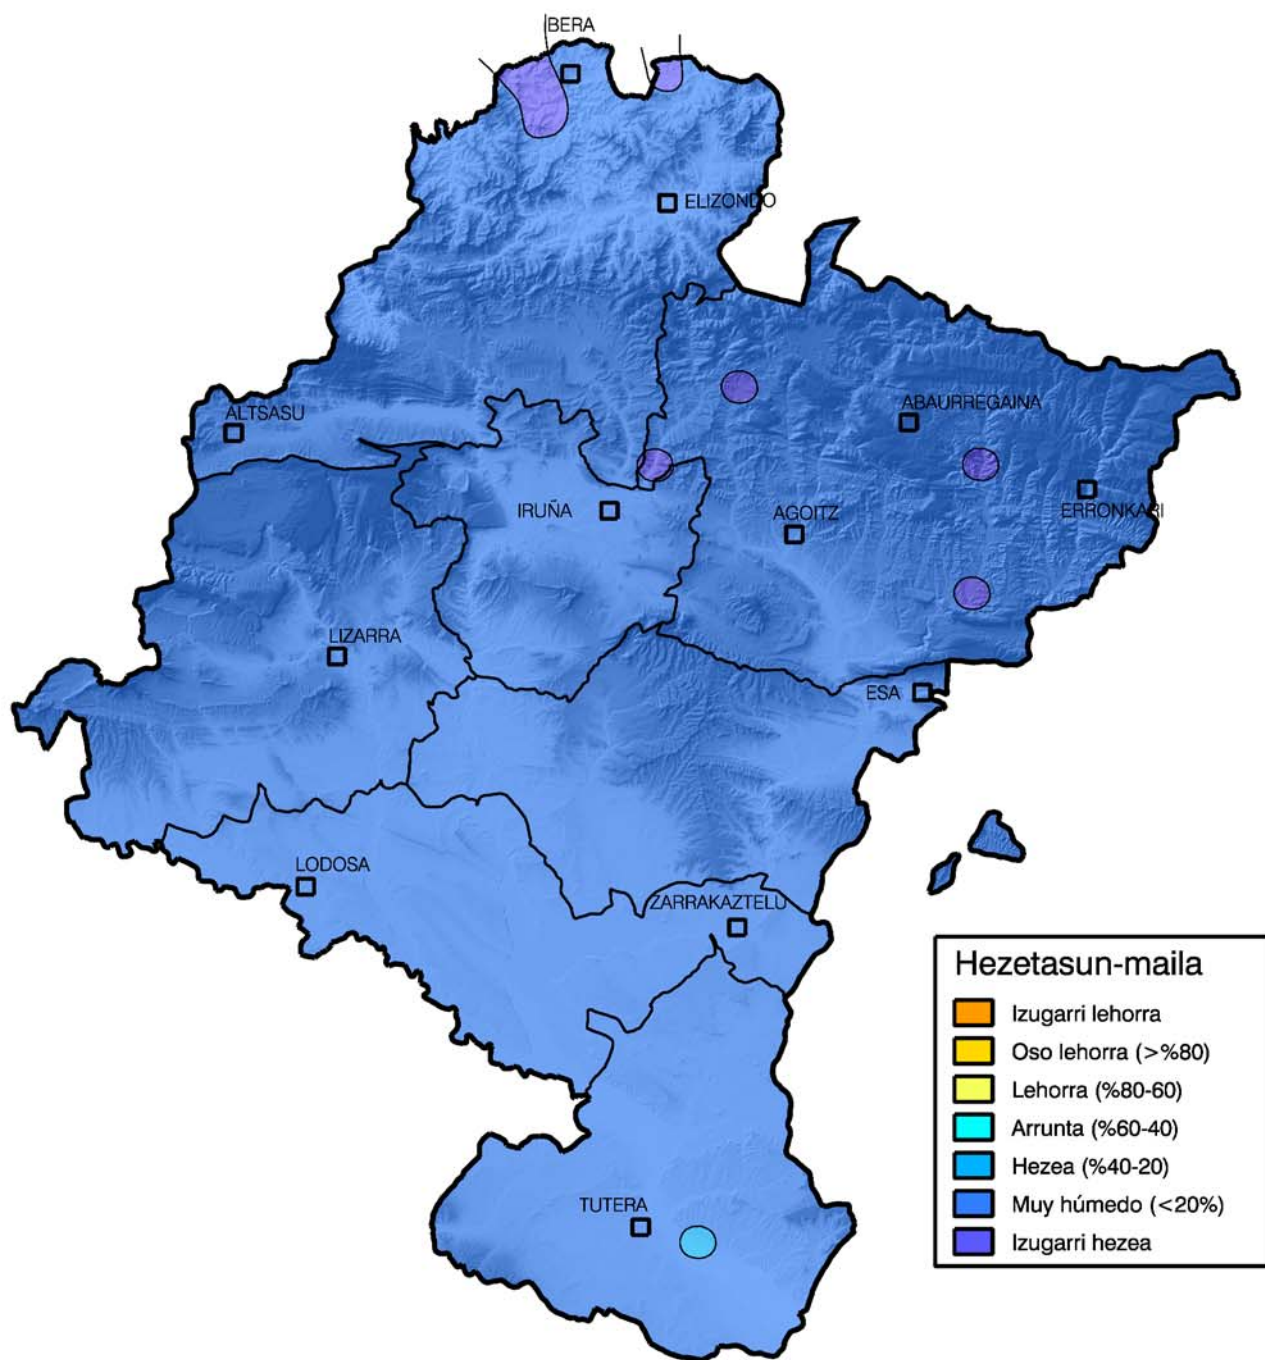 BERA
ELIZONDO
ALTSASU
ABAURREGAINA
IRUÑA
AGOITZ
ERRONKARI
LIZARRA
ESA
LODOSA
ZARRAKAZTELU
TUTERA
Hezetasun-maila
Izugarri lehorra
Oso lehorra (>%80)
Lehorra (%80-60)
Arrunta (%60-40)
Hezea (%40-20)
Muy húmedo (<20%)
Izugarri hezea